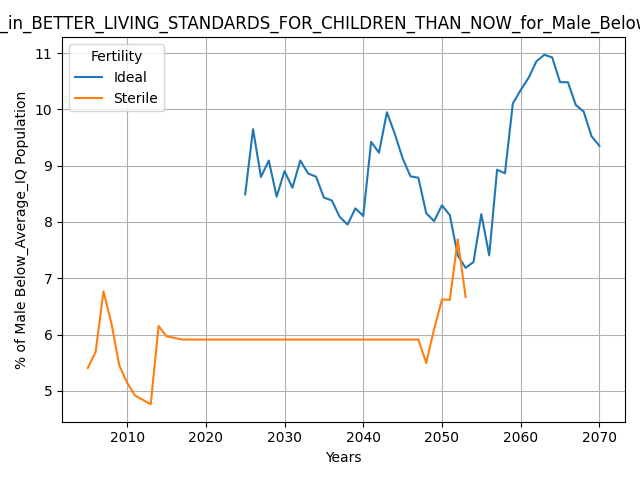 _in_BETTER_LIVING_STANDARDS_FOR_CHILDREN_THAN_NOW_for_Male_Below
Fertility
Ideal
Sterile
% of Male Below_Average_IQ Population
11
10
9
8
7
6
5
2010 2020 2030 2040 2050 2060 2070
Years